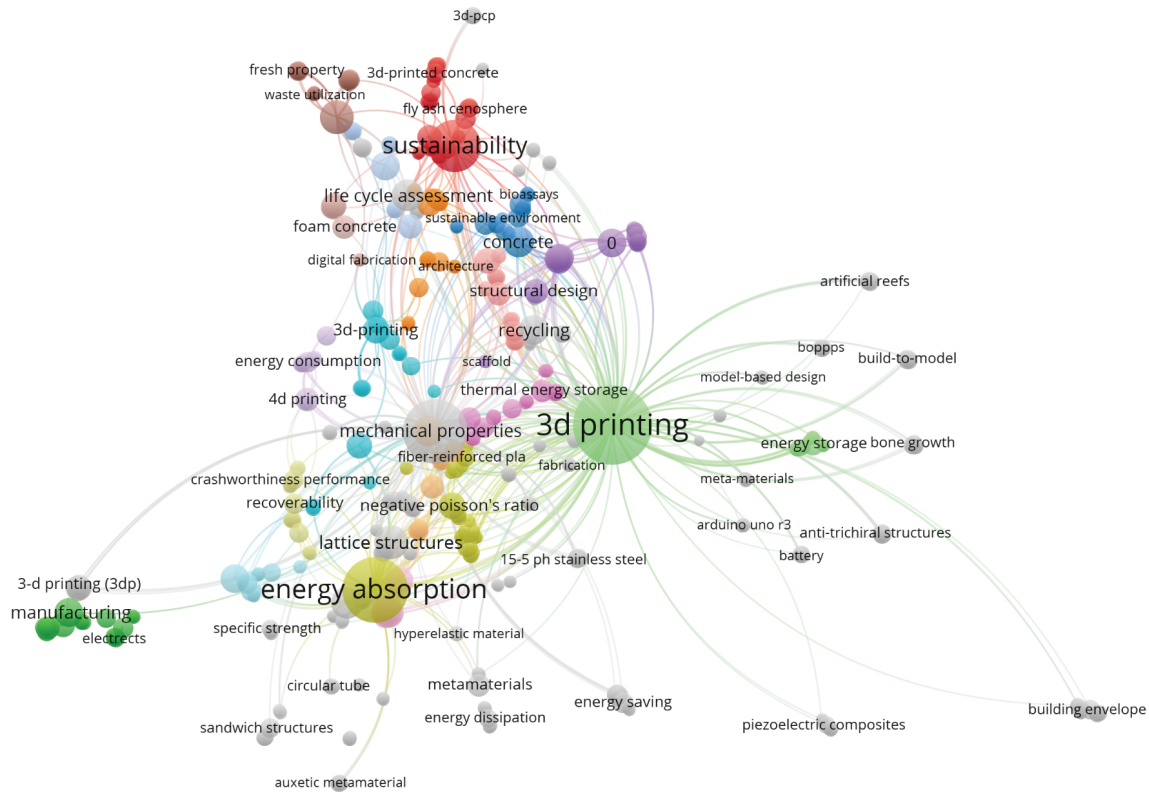 3d-pcp
fresh property
3d-printed concrete
waste utilization
fly ash cenosphere
sustainability
life cycle assessment
bioassays
sustainable environment
foam concrete
concrete
0
digital fabrication
architecture
artificial reefs
structural design
3d-printing
recycling
boppps
build-to-model
energy consumption
scaffold
model-based design
thermal energy storage
4d printing
3d printing
mechanical properties
energy storage
bone growth
fiber-reinforced pla
fabrication
crashworthiness performance
meta-materials
recoverability
negative poisson's ratio
arduino uno r3
anti-trichiral structures
lattice structures
battery
15-5 ph stainless steel
3-d printing (3dp)
energy absorption
manufacturing
electrects
specific strength
hyperelastic material
circular tube
metamaterials
energy saving
building envelope
energy dissipation
sandwich structures
piezoelectric composites
auxetic metamaterial